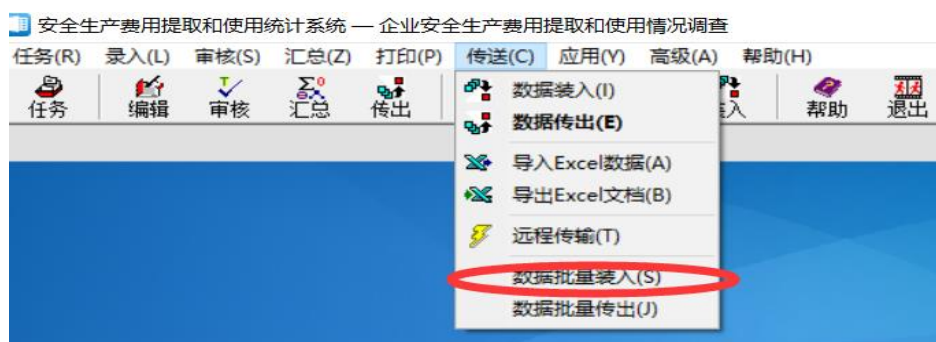 安全生产费用提取和使用统计系统 — 企业安全生产费用提取和使用情况调查
任务(R) 录入(L) 审核(S) 汇总(Z) 打印(P) 传送(C) 应用(Y) 高级(A) 帮助(H)
任务 编辑 审核 汇总 传出 入 帮助 退出
数据装入(I)
数据传出(E)
导入Excel数据(A)
导出Excel文档(B)
远程传输(T)
数据批量装入(S)
数据批量传出(J)